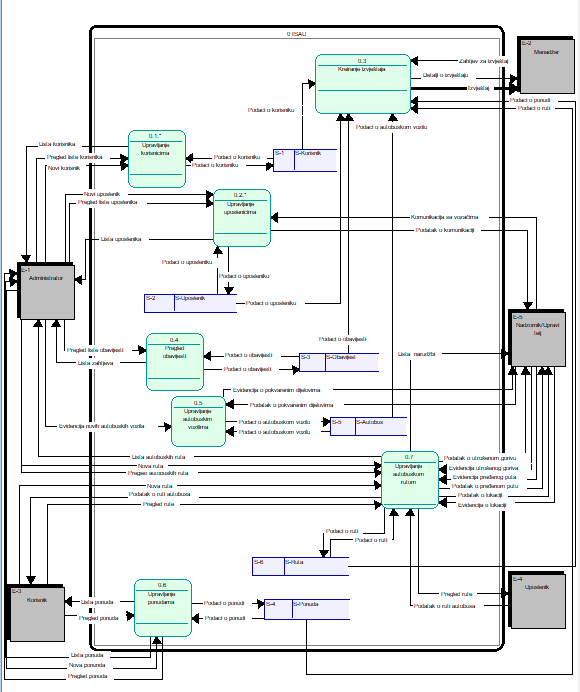 0 ISAU
E-2
Menadžer
0.3
Kreiranje izvještaja
Zahtjev za izvještaj
Detalji o izvještaju
Izvještaj
Podaci o ponudi
Podaci o ruti
Podaci o korisniku
Podaci o autobuskom vozilu
0.1.*
Upravljanje
korisnicima
Lista korisnika
Pregled liste korisnika
Novi korisnik
Podaci o korisniku
Podaci o korisniku
S-1
S-Korisnik
0.2.*
Upravljanje
uposlenicima
Novi uposlenik
Pregled liste uposlenika
Lista uposlenika
Komunikacija sa vozačima
Podatak o komunikaciji
Podaci o uposleniku
Podaci o uposleniku
E-1
Administrator
S-2
S-Uposlenik
Podaci o uposleniku
E-5
Nadzornik/Upravi
telj
0.4
Pregled
obavijesti
Pregled liste obavijesti
Lista zahtjeva
Podaci o obavijesti
Podaci o obavijesti
Podaci o obavijesti
S-3
S-Obavijest
Lista narudžba
0.5
Upravljanje
autobuskim
vozilima
Evidencija o pokvarenim dijelovima
Podatak o pokvarenim dijelovima
Evidencija novih autobuskih vozila
Podaci o autobuskom vozilu
Podaci o autobuskom vozilu
S-5
S-Autobus
0.7
Upravljanje
autobuskom
rutom
Lista autobuskih ruta
Nova ruta
Pregled autobuskih ruta
Nova ruta
Podaci o ruti autobusa
Pregled rute
Podatak o utrošenom gorivu
Evidencija utrošenog goriva
Evidencija pređenog puta
Podatak o pređenom putu
Podatak o lokaciji
Evidencija o lokaciji
Podaci o ruti
Podaci o ruti
S-6
S-Ruta
E-3
Korisnik
0.6
Upravljanje
ponudama
Lista ponuda
Pregled ponuda
Podaci o ponudi
Podaci o ponudi
S-4
S-Ponuda
Pregled rute
Podatak o ruti autobusa
E-4
Uposlenik
Lista ponuda
Nova ponuda
Pregled ponuda